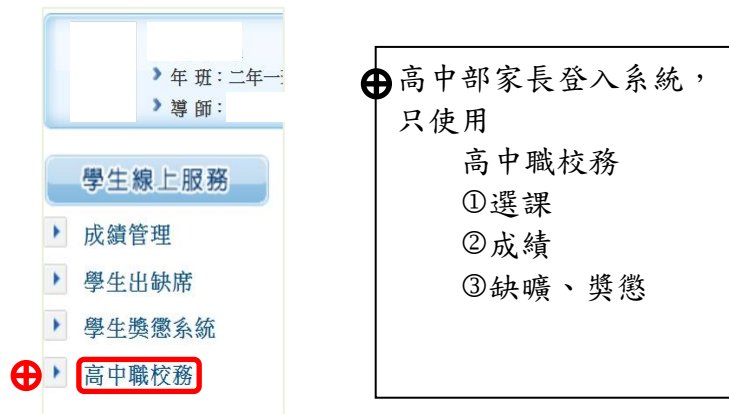 年 班：二年一
導 師：
學生線上服務
成績管理
學生出缺席
學生獎懲系統
高中職校務
高中部家長登入系統，
只使用
高中職校務
①選課
②成績
③缺曠、獎懲